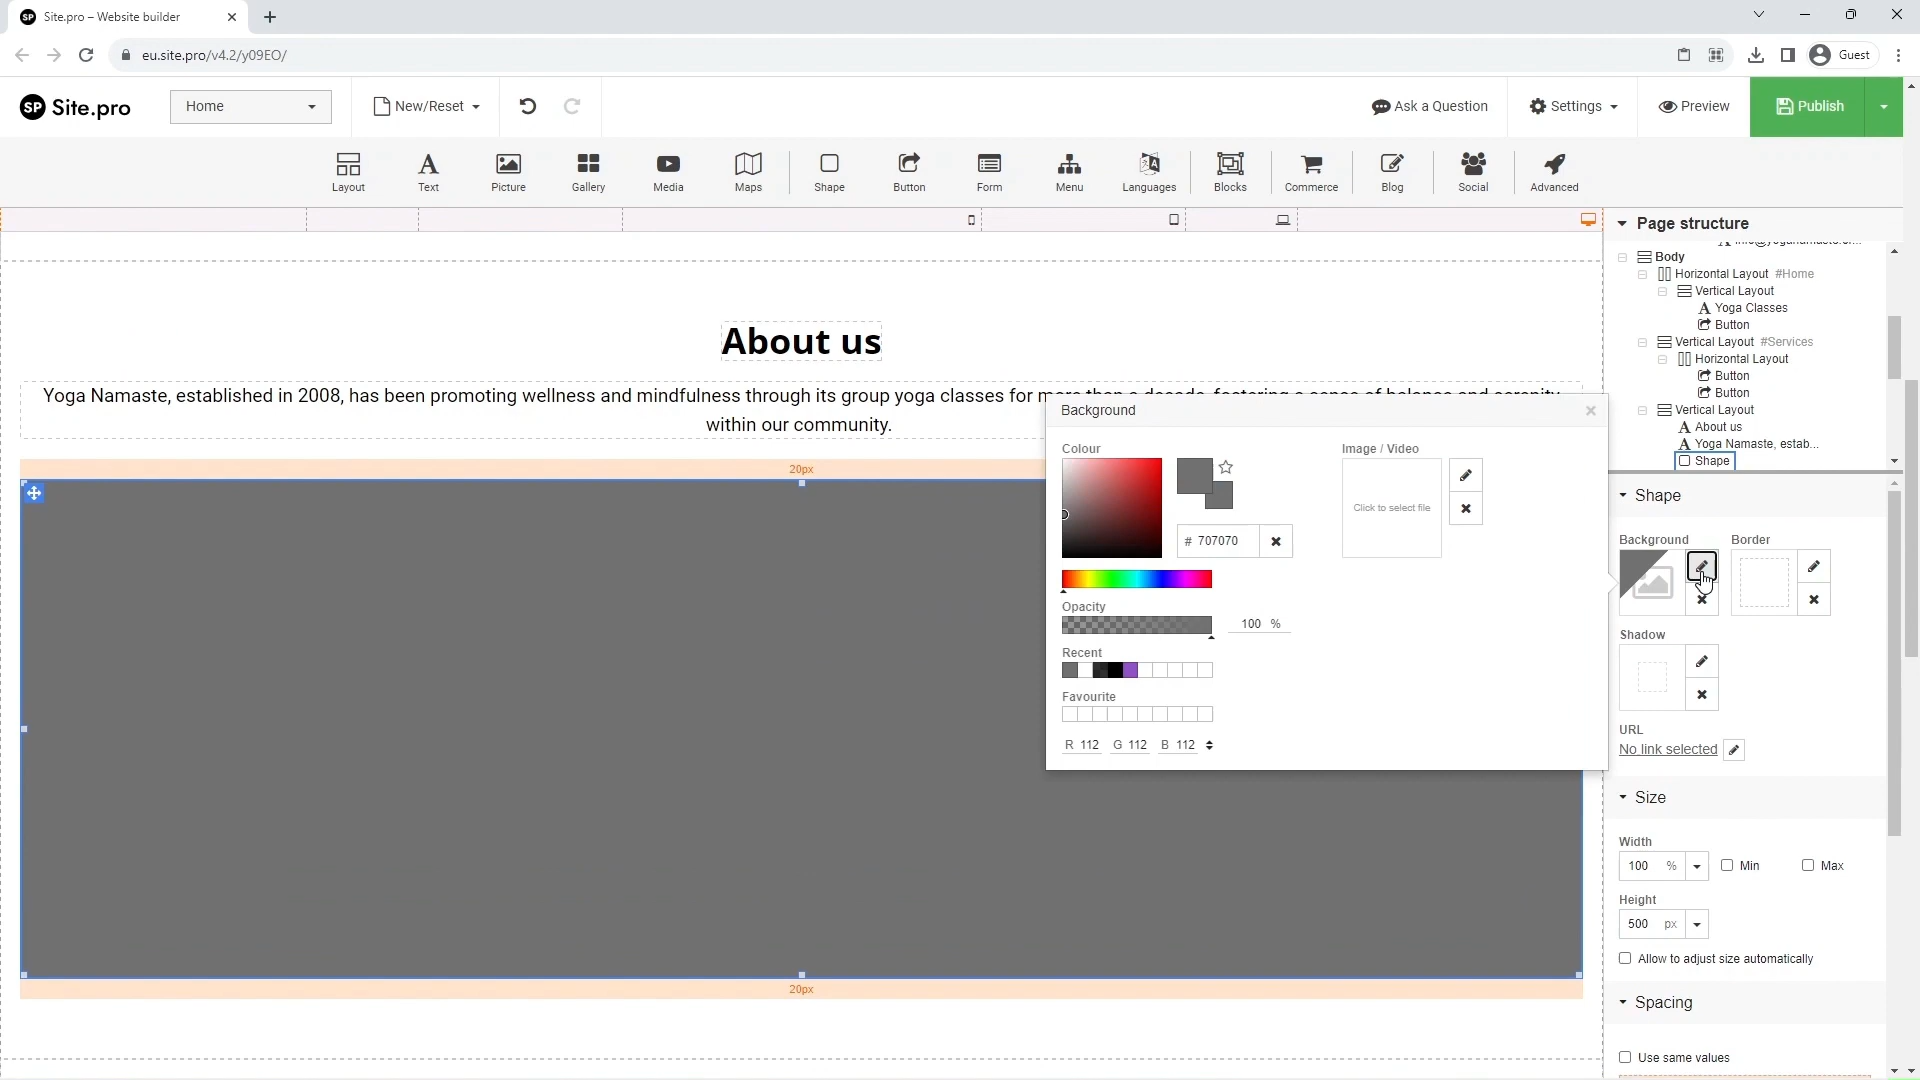 Site.pro – Website builder
eu.site.pro/v4.2/y09EO/
Guest
SP Site.pro
Home
New/Reset
Ask a Question
Settings
Preview
Publish
Layout
Text
Picture
Gallery
Media
Maps
Shape
Button
Form
Menu
Languages
Blocks
Commerce
Blog
Social
Advanced
Page structure
Body
Horizontal Layout #Home
Vertical Layout
Yoga Classes
Button
Vertical Layout #Services
Horizontal Layout
Button
Button
Vertical Layout
About us
Yoga Namaste, estab...
Shape
About us
Yoga Namaste, established in 2008, has been promoting wellness and mindfulness through its group yoga classes for
within our community.
20px
20px
Background
Colour
# 707070
Opacity
100 %
Recent
Favourite
R 112 G 112 B 112
Image / Video
Click to select file
Shape
Background
Border
Shadow
URL
No link selected
Size
Width
100 %
Min
Max
Height
500 px
Allow to adjust size automatically
Spacing
Use same values